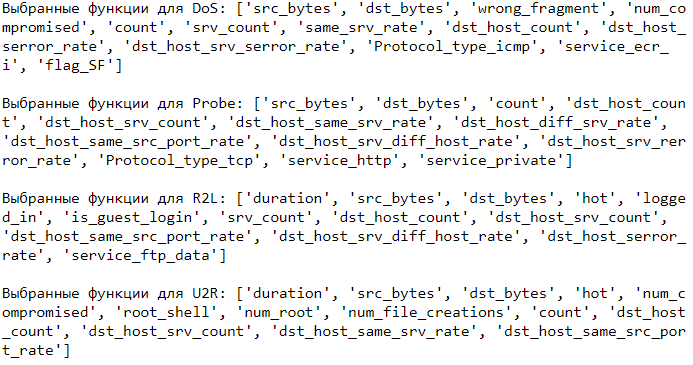 Выбранные функции для DoS: ['src_bytes', 'dst_bytes', 'wrong_fragment', 'num_co
mpromised', 'count', 'srv_count', 'same_srv_rate', 'dst_host_count', 'dst_host_
serror_rate', 'dst_host_srv_serror_rate', 'Protocol_type_icmp', 'service_ecr_
i', 'flag_SF']
Выбранные функции для Probe: ['src_bytes', 'dst_bytes', 'count', 'dst_host_coun
t', 'dst_host_srv_count', 'dst_host_same_srv_rate', 'dst_host_diff_srv_rate',
'dst_host_same_src_port_rate', 'dst_host_srv_diff_host_rate', 'dst_host_srv_rer
ror_rate', 'Protocol_type_tcp', 'service_http', 'service_private']
Выбранные функции для R2L: ['duration', 'src_bytes', 'dst_bytes', 'hot', 'logge
d_in', 'is_guest_login', 'srv_count', 'dst_host_count', 'dst_host_srv_count',
'dst_host_same_src_port_rate', 'dst_host_srv_diff_host_rate', 'dst_host_serror_
rate', 'service_ftp_data']
Выбранные функции для U2R: ['duration', 'src_bytes', 'dst_bytes', 'hot', 'num_c
ompromised', 'root_shell', 'num_root', 'num_file_creations', 'count', 'dst_host
_count', 'dst_host_srv_count', 'dst_host_same_srv_rate', 'dst_host_same_src_por
t_rate']